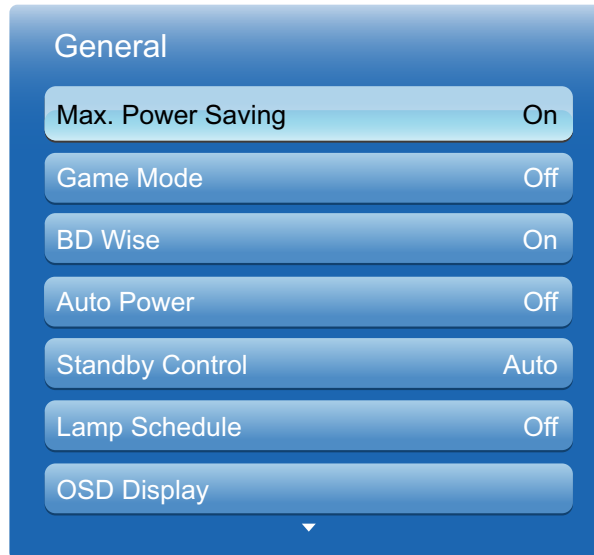 General
Max. Power Saving On
Game Mode Off
BD Wise On
Auto Power Off
Standby Control Auto
Lamp Schedule Off
OSD Display